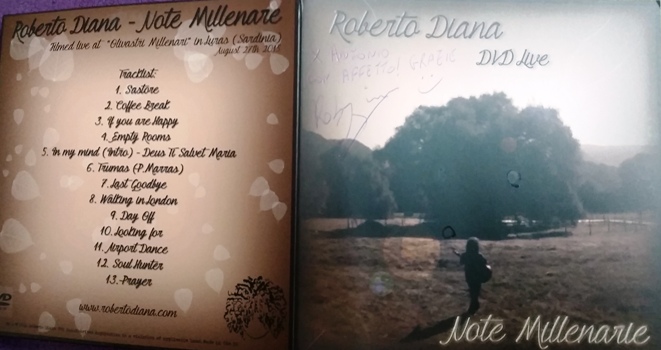 Roberto Diana - Note Millenarie
Filmed live at "Olivastri Millenari" in Luras (Sardinia)
August 27th 2015
Tracklist:
1. Sastòre
2. Coffee Break
3. If you are Happy
4. Empty Rooms
5. In my mind (Intro) - Deus Ti Salvet Maria
6. Trumas (P.Marras)
7. Last Goodbye
8. Walking in London
9. Day Off
10. Looking for
11. Airport Dance
12. Soul Hunter
13. Prayer
www.robertodiana.com
Roberto Diana
DVD Live
X ANTONIO
CON AFFETTO! GRAZIE
Note Millenarie